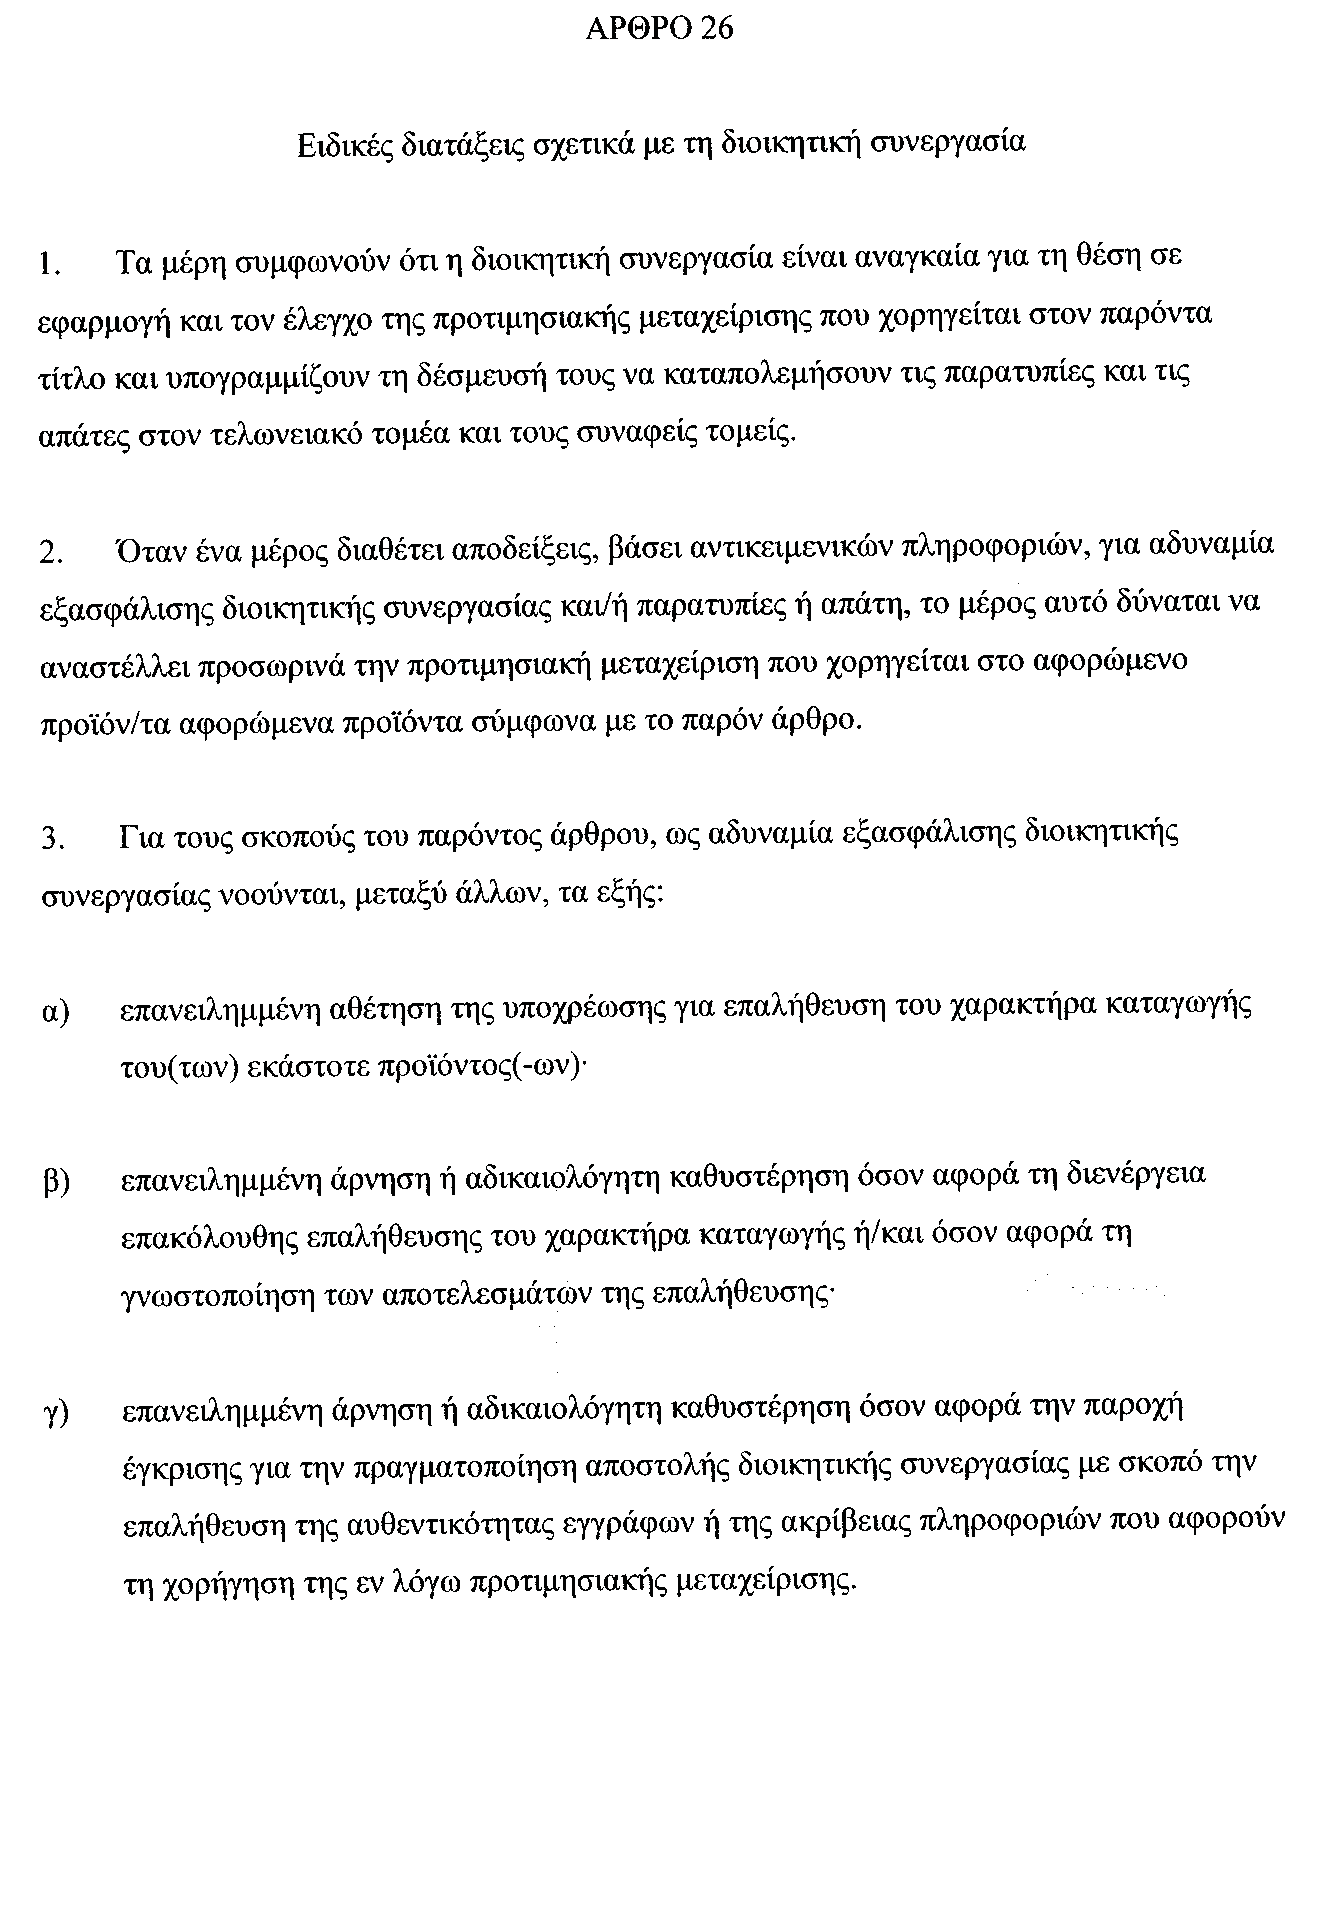 ΑΡΘΡΟ 26
Ειδικές διατάξεις σχετικά με τη διοικητική συνεργασία
1. Τα μέρη συμφωνούν ότι η διοικητική συνεργασία είναι αναγκαία για τη θέση σε
εφαρμογή και τον έλεγχο της προτιμησιακής μεταχείρισης που χορηγείται στον παρόντα
τίτλο και υπογραμμίζουν τη δέσμευσή τους να καταπολεμήσουν τις παρατυπίες και τις
απάτες στον τελωνειακό τομέα και τους συναφείς τομείς.
2. Όταν ένα μέρος διαθέτει αποδείξεις, βάσει αντικειμενικών πληροφοριών, για αδυναμία
εξασφάλισης διοικητικής συνεργασίας και/ή παρατυπίες ή απάτη, το μέρος αυτό δύναται να
αναστέλλει προσωρινά την προτιμησιακή μεταχείριση που χορηγείται στο αφορώμενο
προϊόν/τα αφορώμενα προϊόντα σύμφωνα με το παρόν άρθρο.
3. Για τους σκοπούς του παρόντος άρθρου, ως αδυναμία εξασφάλισης διοικητικής
συνεργασίας νοούνται, μεταξύ άλλων, τα εξής:
α) επανειλημμένη αθέτηση της υποχρέωσης για επαλήθευση του χαρακτήρα καταγωγής
του(των) εκάστοτε προϊόντος(-ων)·
β) επανειλημμένη άρνηση ή αδικαιολόγητη καθυστέρηση όσον αφορά τη διενέργεια
επακόλουθης επαλήθευσης του χαρακτήρα καταγωγής ή/και όσον αφορά τη
γνωστοποίηση των αποτελεσμάτων της επαλήθευσης·
γ) επανειλημμένη άρνηση ή αδικαιολόγητη καθυστέρηση όσον αφορά την παροχή
έγκρισης για την πραγματοποίηση αποστολής διοικητικής συνεργασίας με σκοπό την
επαλήθευση της αυθεντικότητας εγγράφων ή της ακρίβειας πληροφοριών που αφορούν
τη χορήγηση της εν λόγω προτιμησιακής μεταχείρισης.